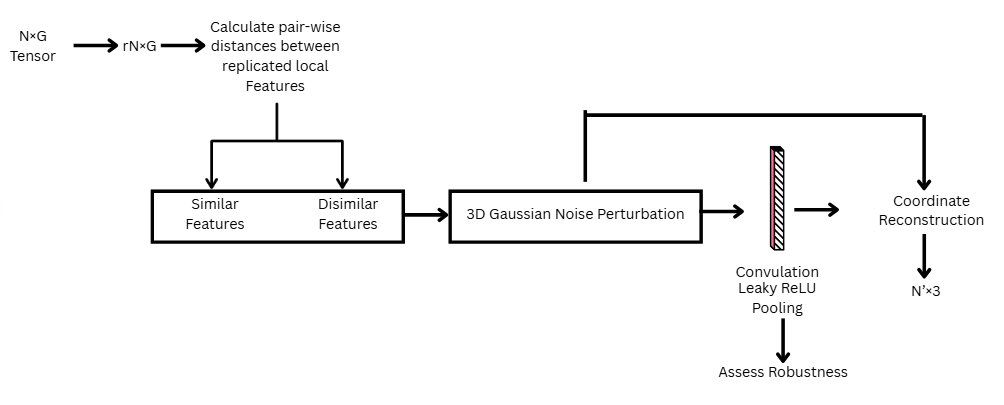 N×G
Tensor
rN×G
Calculate pair-wise
distances between
replicated local
Features
Similar
Features
Disimilar
Features
3D Gaussian Noise Perturbation
Convulation
Leaky ReLU
Pooling
Assess Robustness
Coordinate
Reconstruction
N'×3